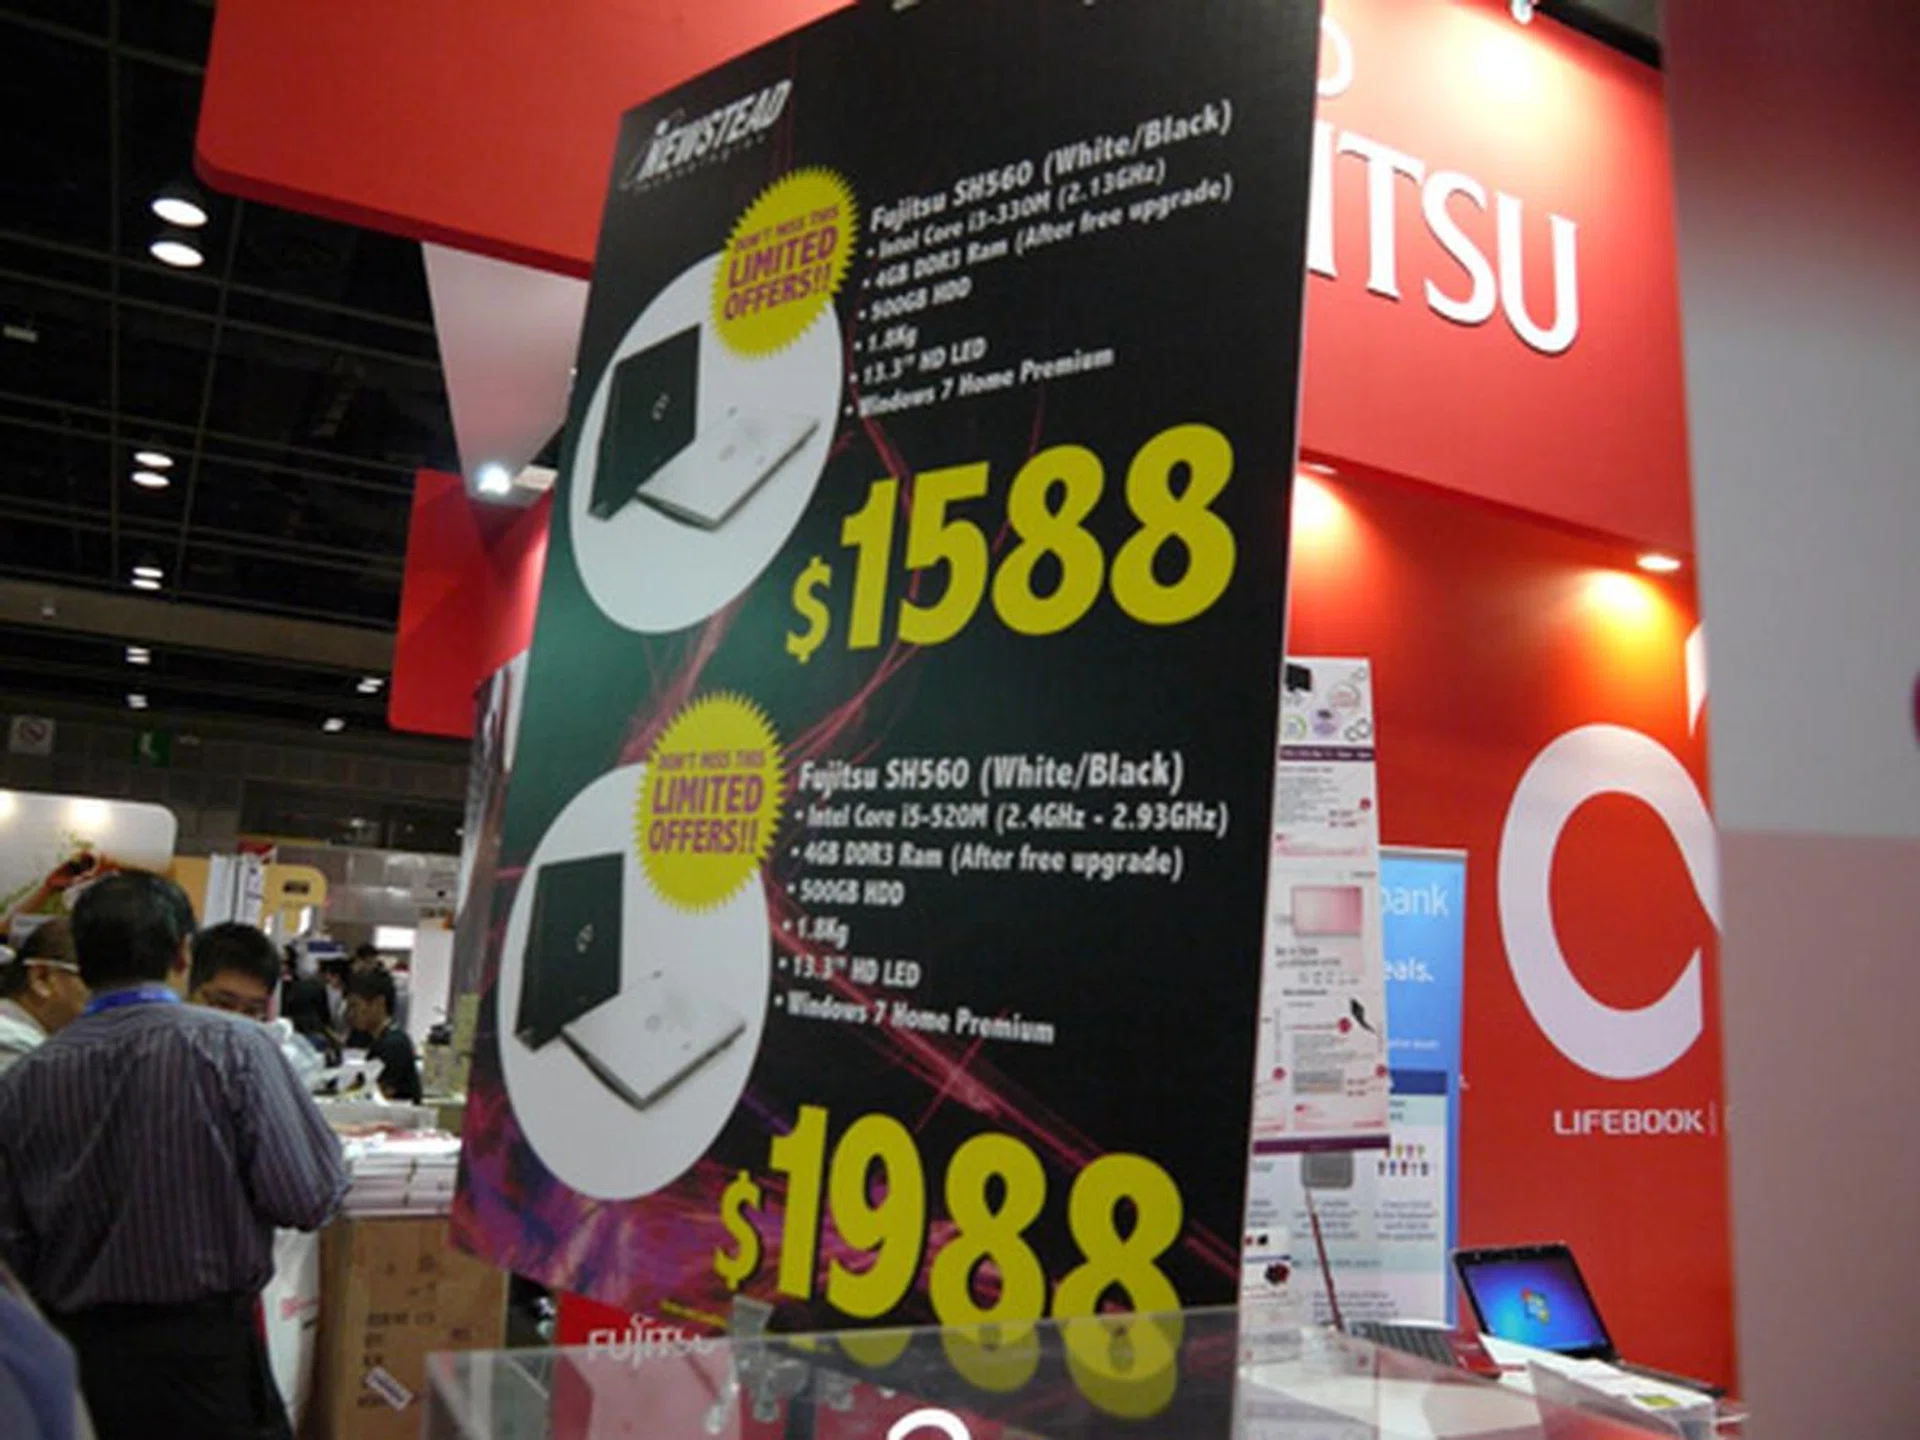 NEWSTEAD
DON'T MISS THIS
LIMITED
OFFERS!!
Fujitsu SH560 (White/Black)
• Intel Core i3-330M (2.13GHz)
• 4GB DDR3 Ram (After free upgrade)
• 500GB HDD
• 1.8Kg
• 13.3" HD LED
• Windows 7 Home Premium
$1588
DON'T MISS THIS
LIMITED
OFFERS!!
Fujitsu SH560 (White/Black)
• Intel Core i5-520M (2.4GHz - 2.93GHz)
• 4GB DDR3 Ram (After free upgrade)
• 500GB HDD
• 1.8Kg
• 13.3" HD LED
• Windows 7 Home Premium
$1988
ITSU
bank
eals.
LIFEBOOK
FUJITSU